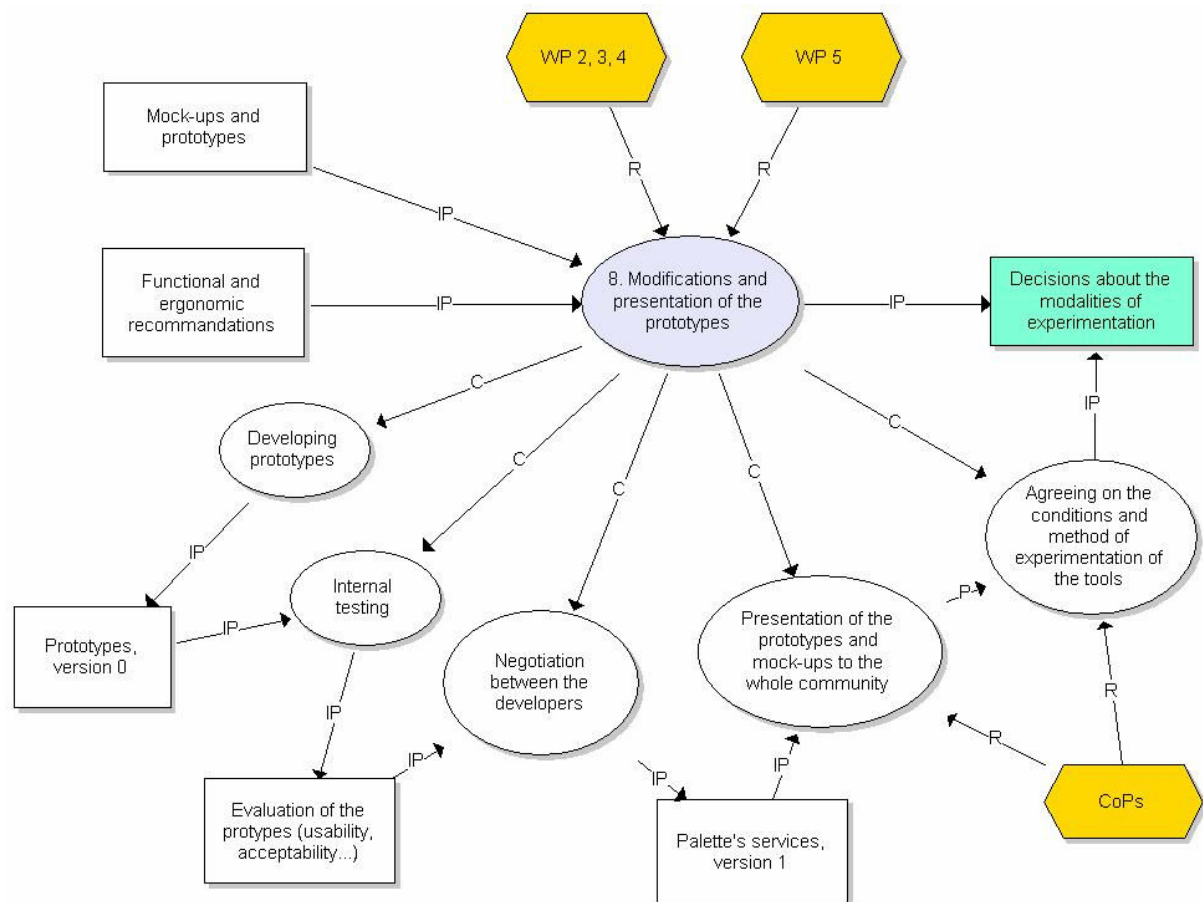 WP 2, 3, 4
WP 5
Mock-ups and
prototypes
R
R
IP
Functional and
ergonomic
recommandations
IP
8. Modifications and
presentation of the
prototypes
IP
Decisions about the
modalities of
experimentation
C
C
C
C
C
IP
Developing
prototypes
Agreeing on the
conditions and
method of
experimentation of
the tools
IP
Internal
testing
P
Prototypes,
version 0
IP
Presentation of the
prototypes and
mock-ups to the
whole community
Negotiation
between the
developers
IP
R
R
IP
IP
IP
CoPs
Evaluation of the
protypes (usability,
acceptability...)
Palette's services,
version 1